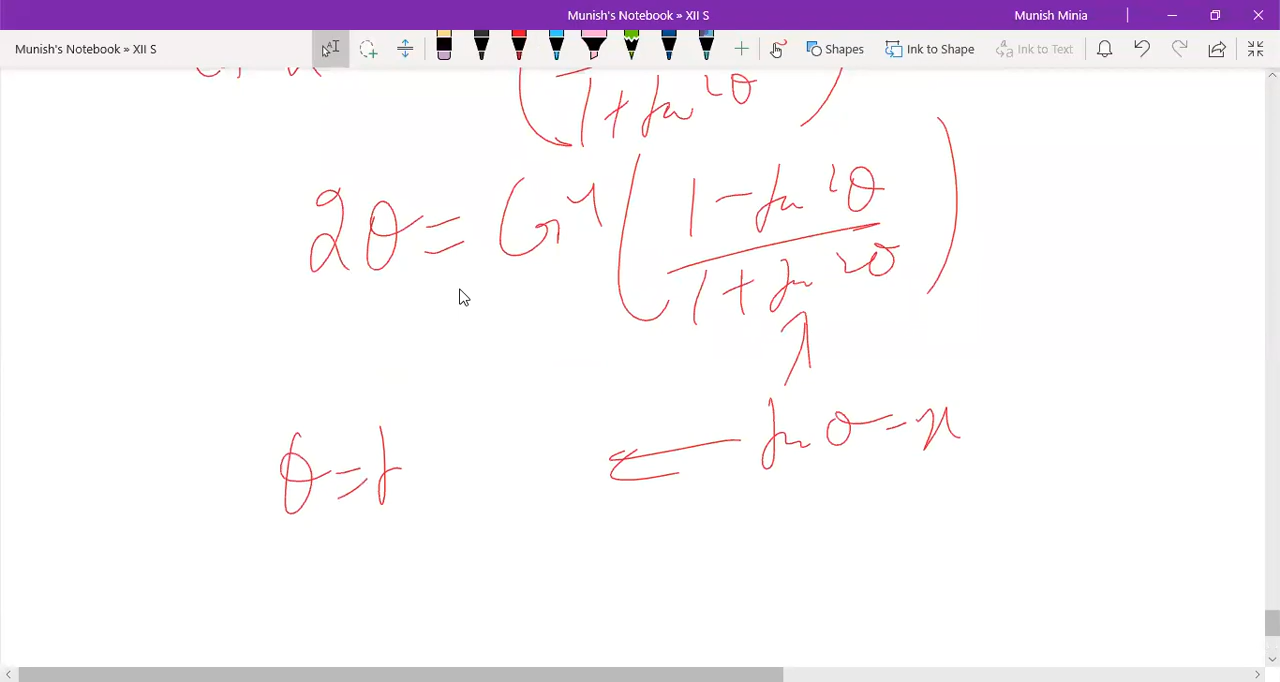 Munish's Notebook » XII S
Munish Minia
Munish's Notebook » XII S
Shapes
Ink to Shape
Ink to Text
1 + tan²θ
2θ = Cos⁻¹ (1 - tan²θ
1 + tan²θ)
tan θ = x
θ = t